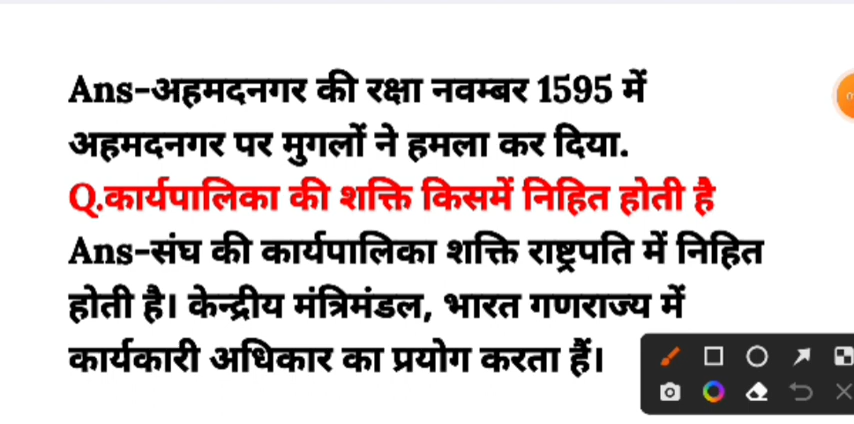 Ans-अहमदनगर की रक्षा नवम्बर 1595 में
अहमदनगर पर मुगलों ने हमला कर दिया.
Q.कार्यपालिका की शक्ति किसमें निहित होती है
Ans-संघ की कार्यपालिका शक्ति राष्ट्रपति में निहित
होती है। केन्द्रीय मंत्रिमंडल, भारत गणराज्य में
कार्यकारी अधिकार का प्रयोग करता हैं।